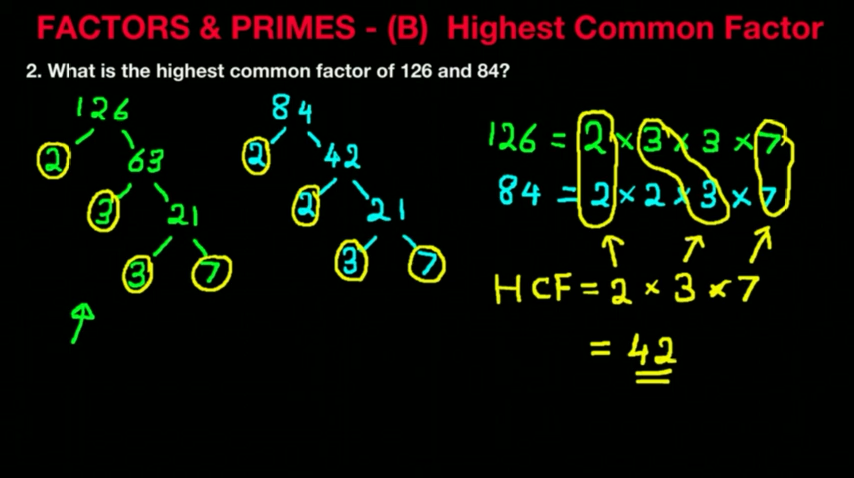 FACTORS & PRIMES - (B) Highest Common Factor
2. What is the highest common factor of 126 and 84?
126
2 63
3 21
3 7
84
2 42
2 21
3 7
126 = 2 × 3 × 3 × 7
84 = 2 × 2 × 3 × 7
HCF = 2 × 3 × 7
= 42